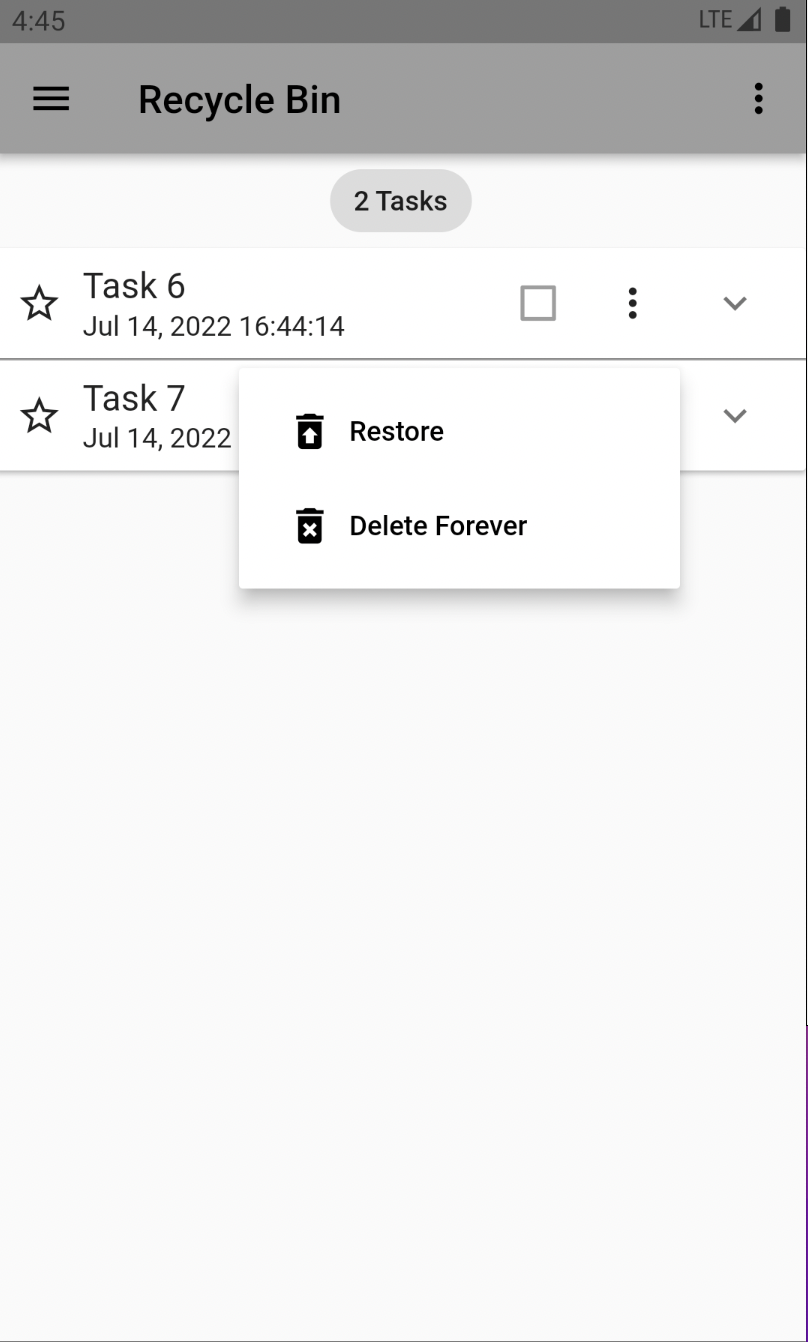 4:45 LTE
Recycle Bin
2 Tasks
Task 6
Jul 14, 2022 16:44:14
Task 7
Jul 14, 2022
Restore
Delete Forever